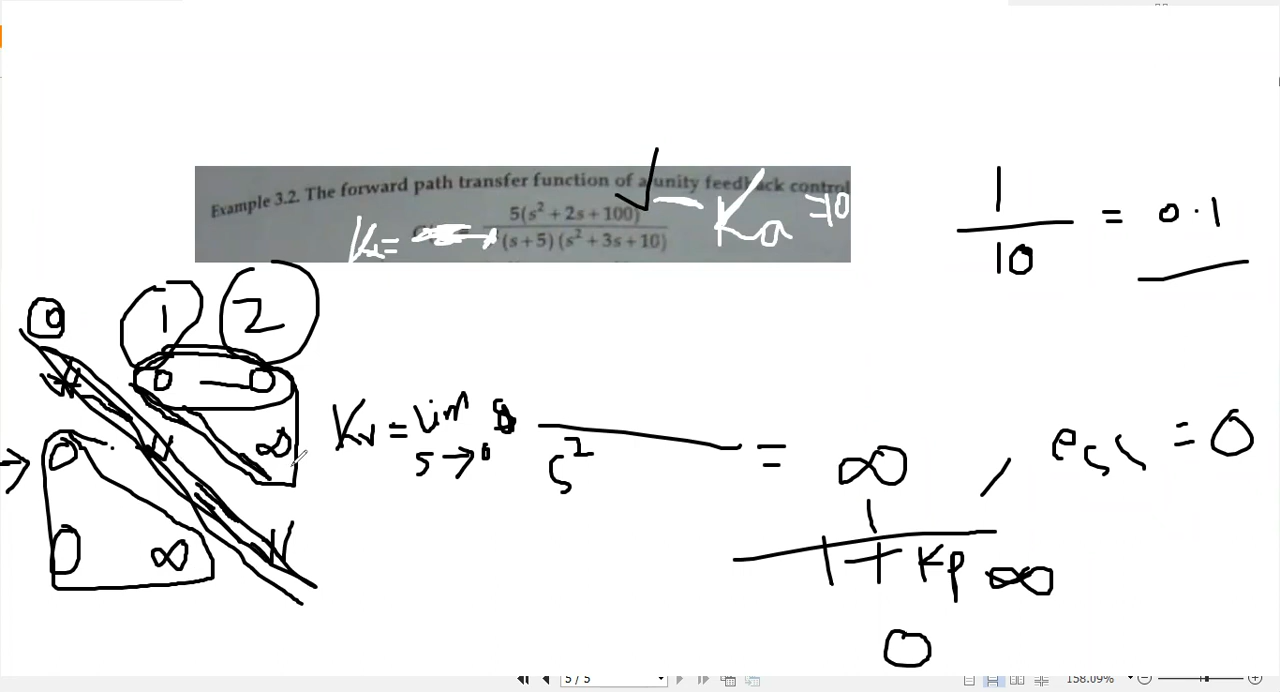 Example 3.2. The forward path transfer function of a unity feedback control
5(s² + 2s + 100)
(s + 5) (s² + 3s + 10)
Ka =10
K =
1
10
= 0.1
0
1
2
0
0
∞
Kv = lim s
s → 0
s²
= ∞ , ess = 0
0
0
∞
1
1 + Kp ∞
0
5 / 5
158.09%